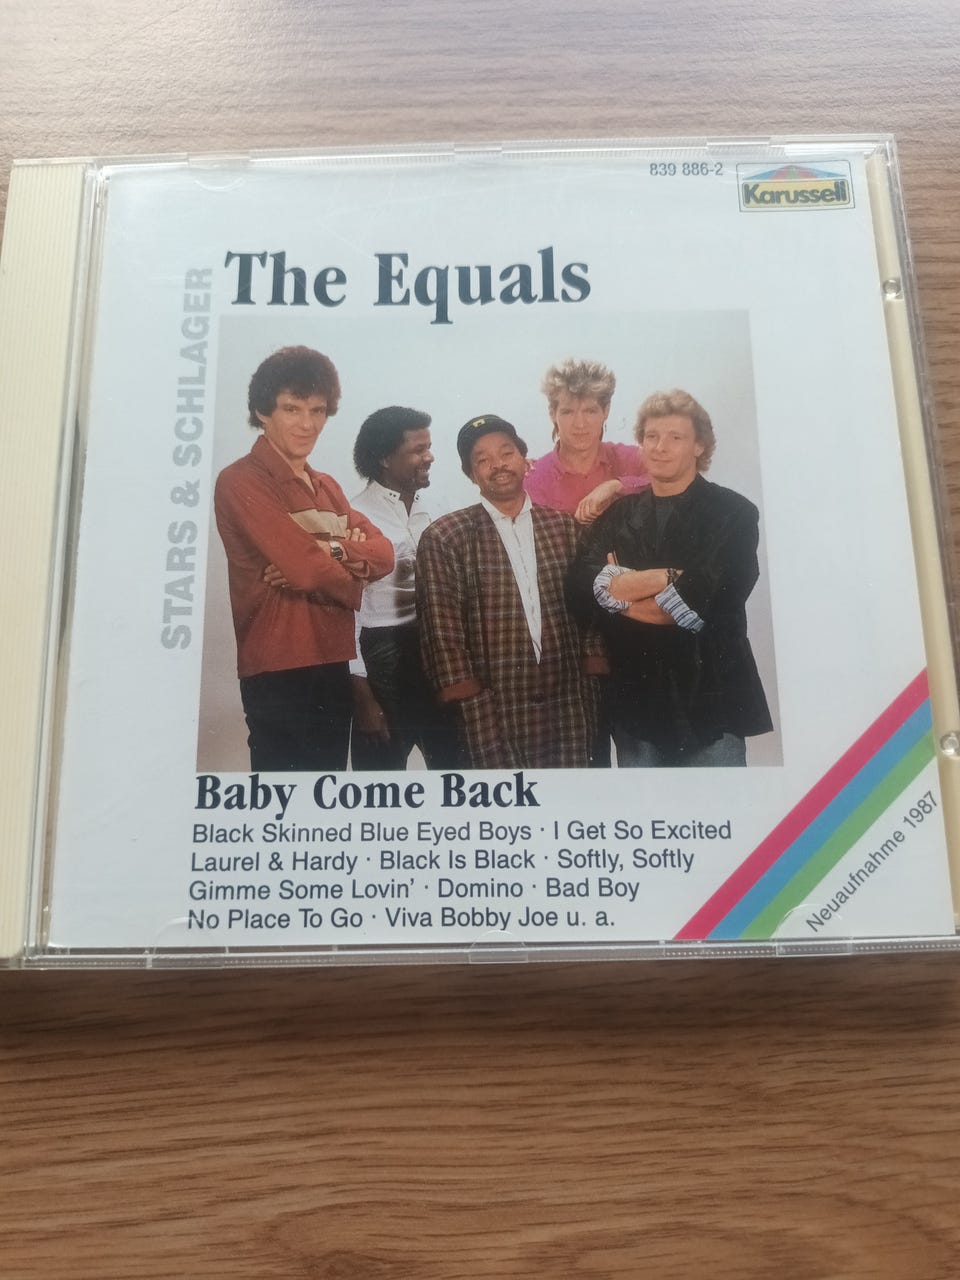 839 886-2
Karussell
The Equals
STARS & SCHLAGER
Baby Come Back
Black Skinned Blue Eyed Boys · I Get So Excited
Laurel & Hardy · Black Is Black · Softly, Softly
Gimme Some Lovin' · Domino · Bad Boy
No Place To Go · Viva Bobby Joe u. a.
Neuaufnahme 1987